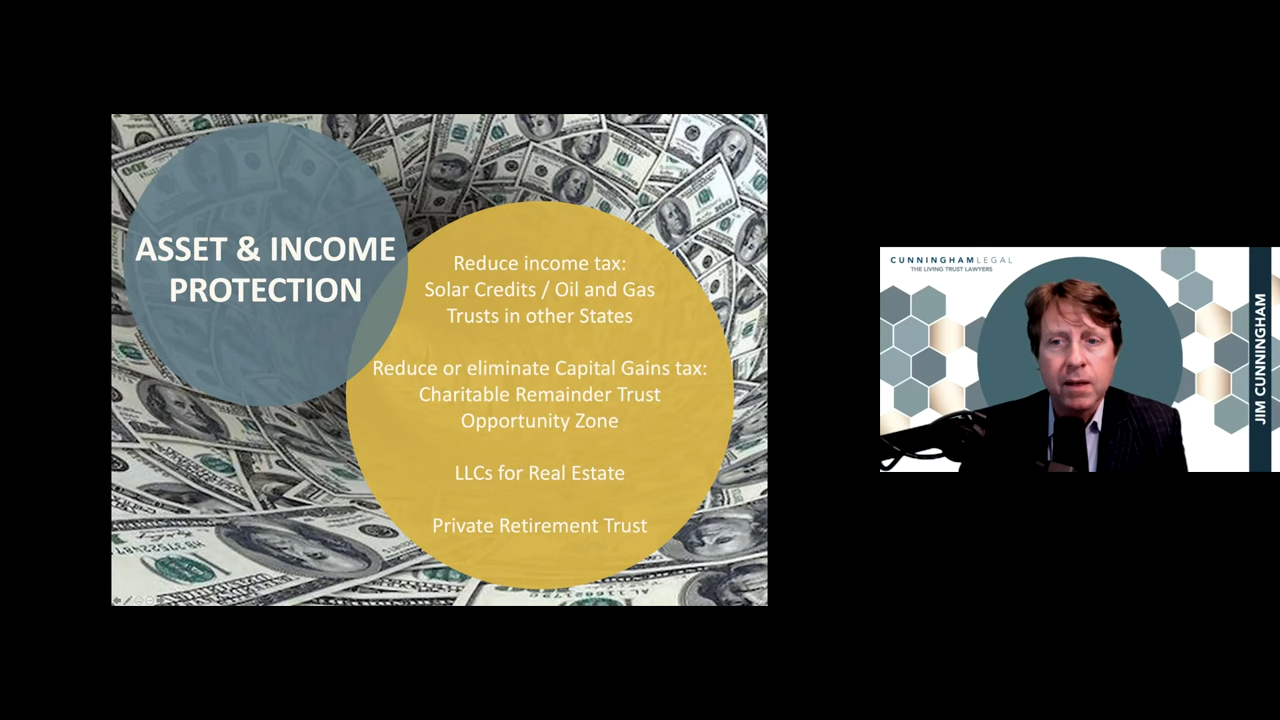 ASSET & INCOME
PROTECTION
Reduce income tax:
Solar Credits / Oil and Gas
Trusts in other States
Reduce or eliminate Capital Gains tax:
Charitable Remainder Trust
Opportunity Zone
LLCs for Real Estate
Private Retirement Trust
CUNNINGHAMLEGAL
THE LIVING TRUST LAWYERS
JIM CUNNINGHAM